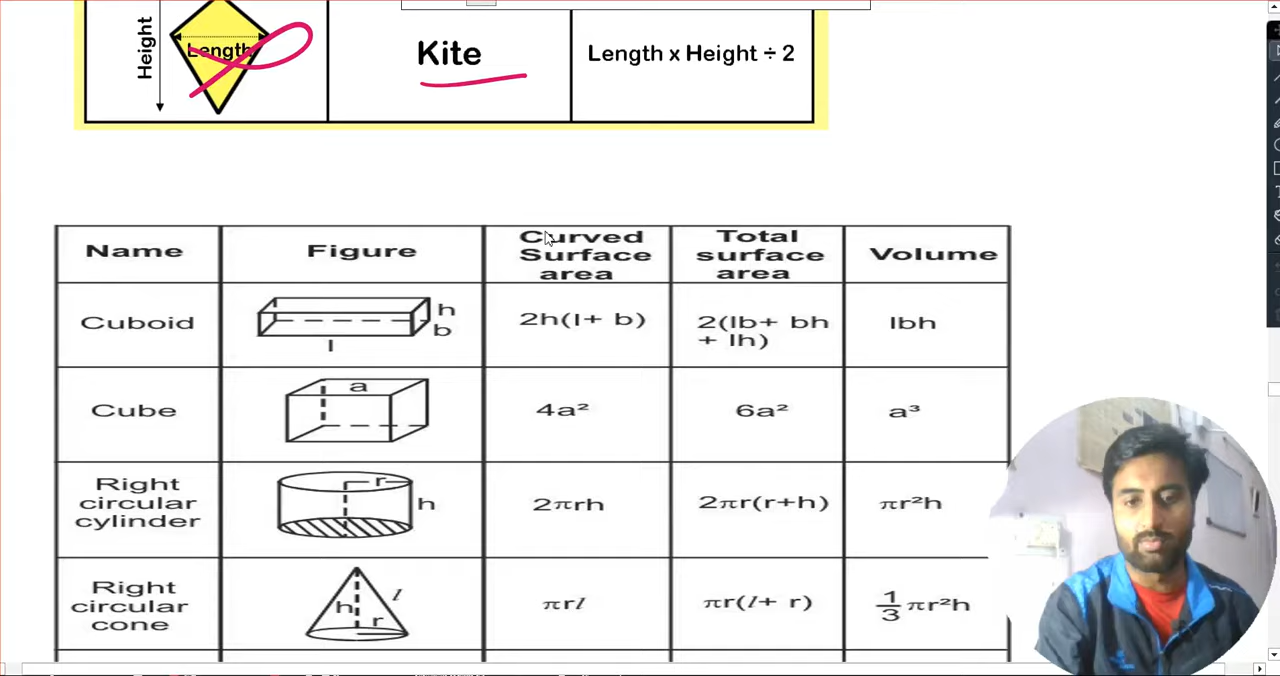 Height
Length
Kite
Length x Height ÷ 2
Name
Figure
Curved
Surface
area
Total
surface
area
Volume
Cuboid
h
b
l
2h(l+ b)
2(lb+ bh
+ lh)
lbh
Cube
a
4a²
6a²
a³
Right
circular
cylinder
r
h
2πrh
2πr(r+h)
πr²h
Right
circular
cone
h
l
r
πrl
πr(l+ r)
1/3 πr²h